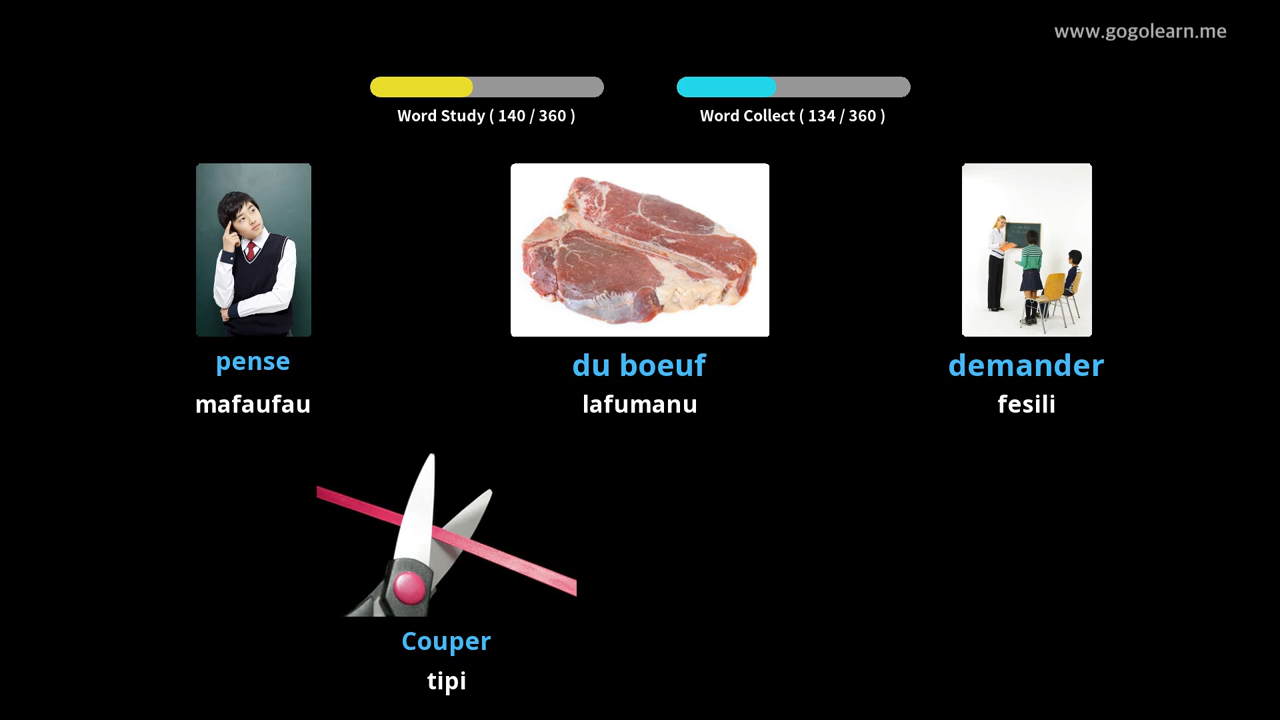 www.gogolearn.me
Word Study ( 140 / 360 )
Word Collect ( 134 / 360 )
pense
mafaufau
du boeuf
lafumanu
demander
fesili
Couper
tipi